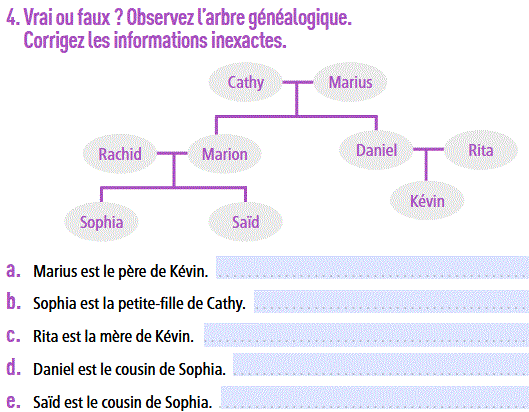 4. Vrai ou faux ? Observez l'arbre généalogique.
Corrigez les informations inexactes.
Cathy Marius
Rachid Marion Daniel Rita
Kévin
Sophia Saïd
a. Marius est le père de Kévin.
b. Sophia est la petite-fille de Cathy.
c. Rita est la mère de Kévin.
d. Daniel est le cousin de Sophia.
e. Saïd est le cousin de Sophia.